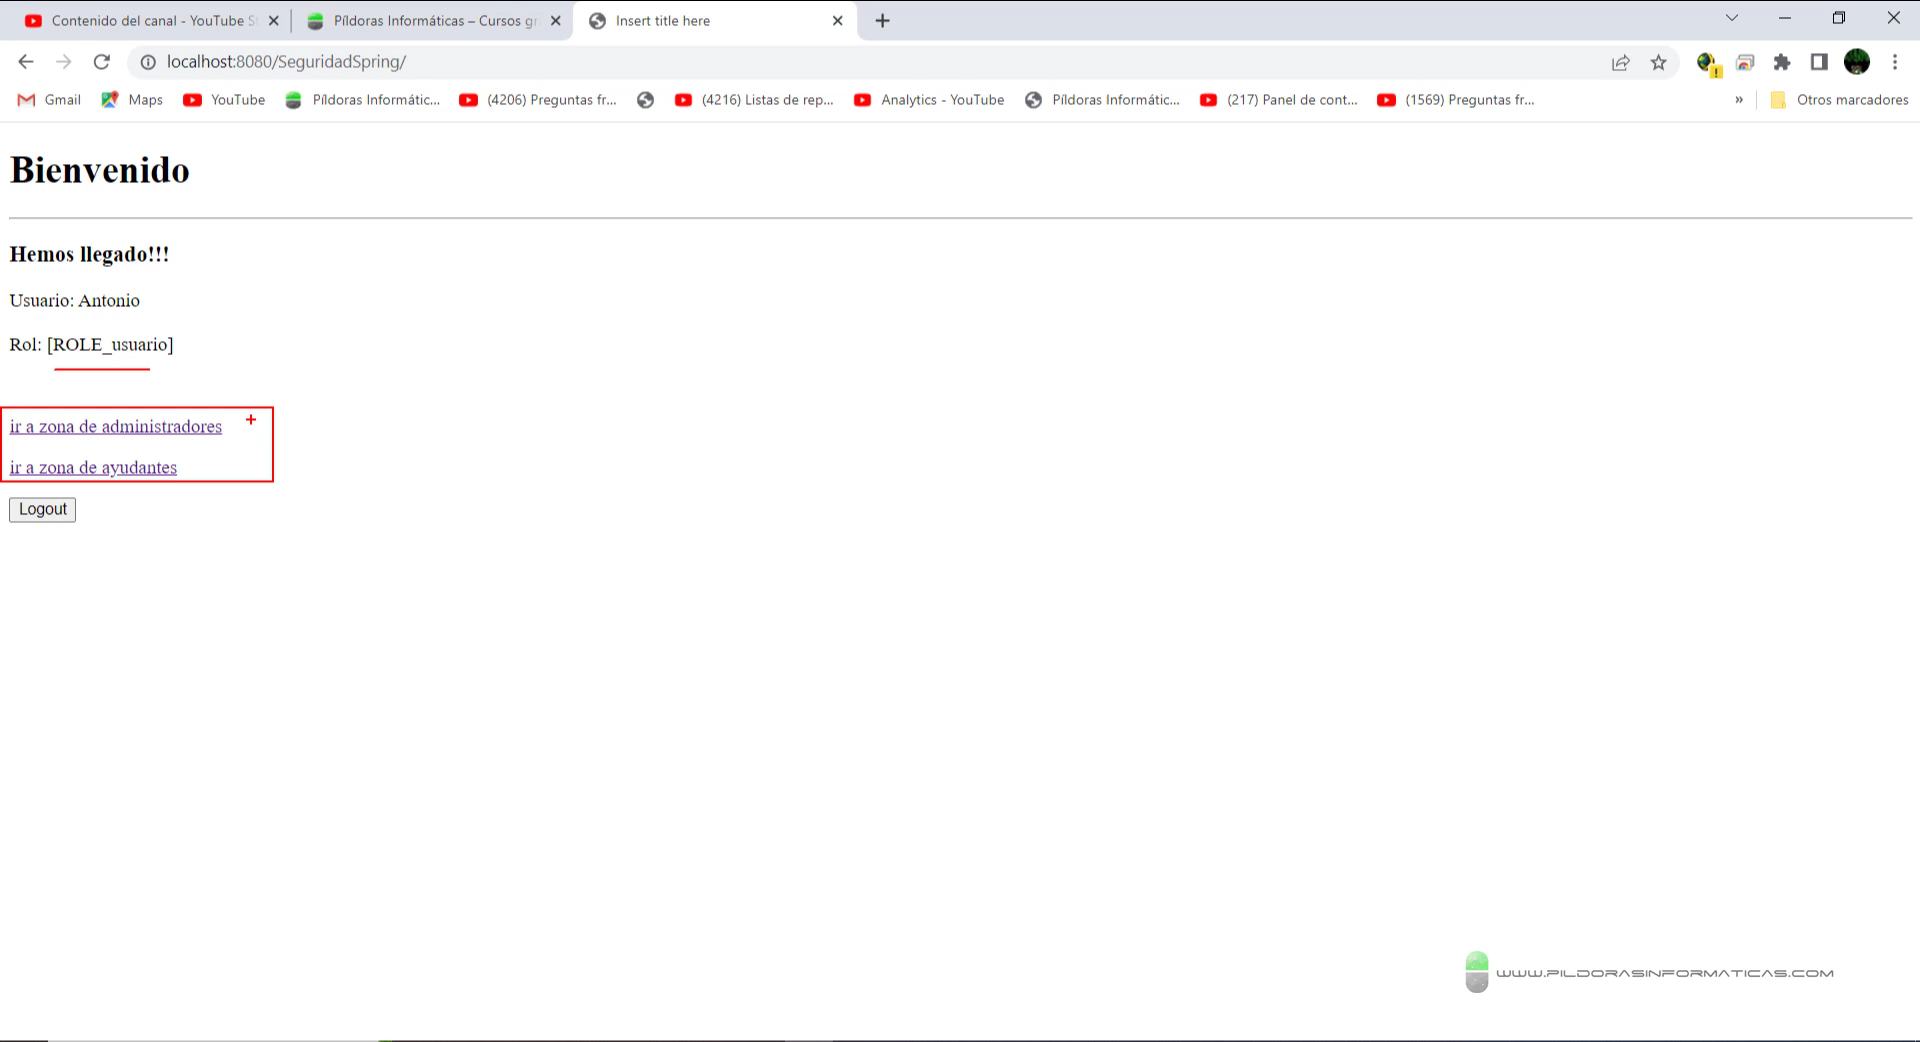 Contenido del canal - YouTube S
Píldoras Informáticas – Cursos gr
Insert title here
localhost:8080/SeguridadSpring/
Gmail
Maps
YouTube
Píldoras Informátic...
(4206) Preguntas fr...
(4216) Listas de rep...
Analytics - YouTube
Píldoras Informátic...
(217) Panel de cont...
(1569) Preguntas fr...
»
Otros marcadores
Bienvenido
Hemos llegado!!!
Usuario: Antonio
Rol: [ROLE_usuario]
ir a zona de administradores
ir a zona de ayudantes
Logout
WWW.PILDORASINFORMATICAS.COM